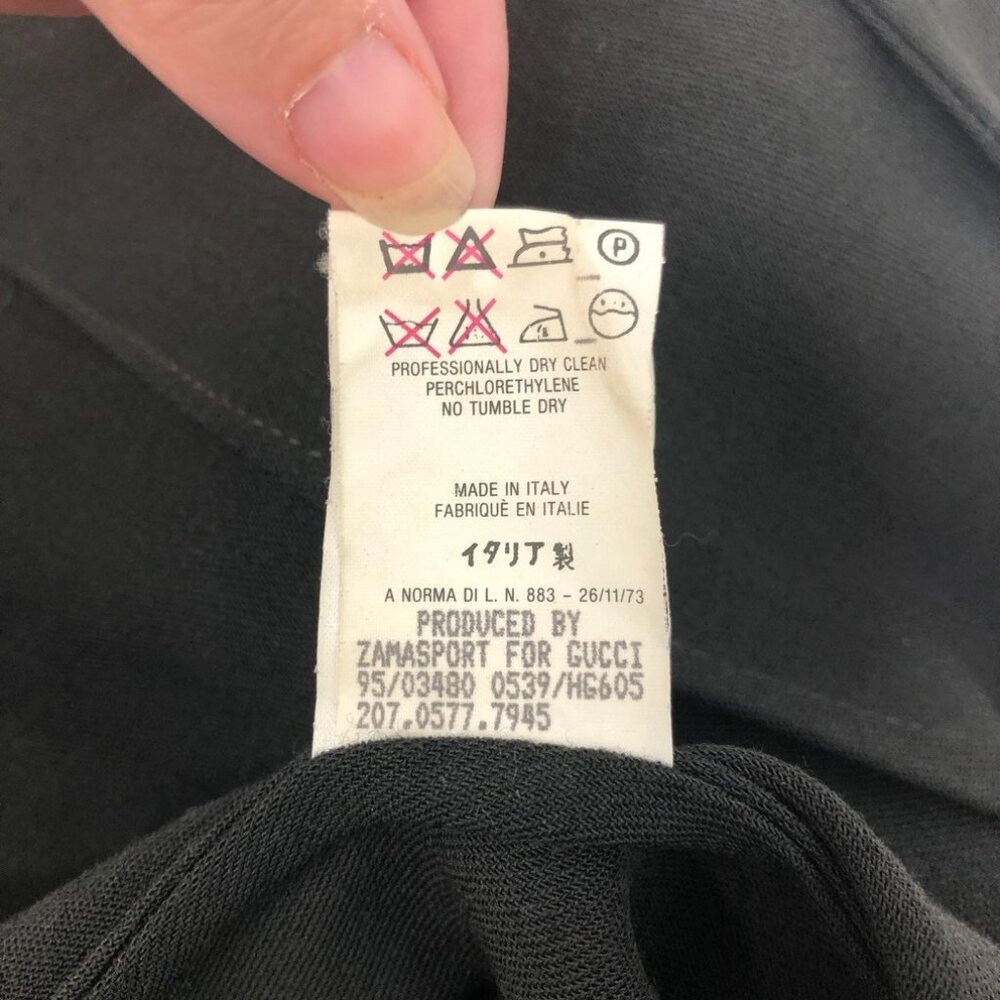 P
PROFESSIONALLY DRY CLEAN
PERCHLORETHYLENE
NO TUMBLE DRY
MADE IN ITALY
FABRIQUÈ EN ITALIE
イタリア製
A NORMA DI L. N. 883 - 26/11/73
PRODUCED BY
ZAMASPORT FOR GUCCI
95/03480 0539/HG605
207.0577.7945